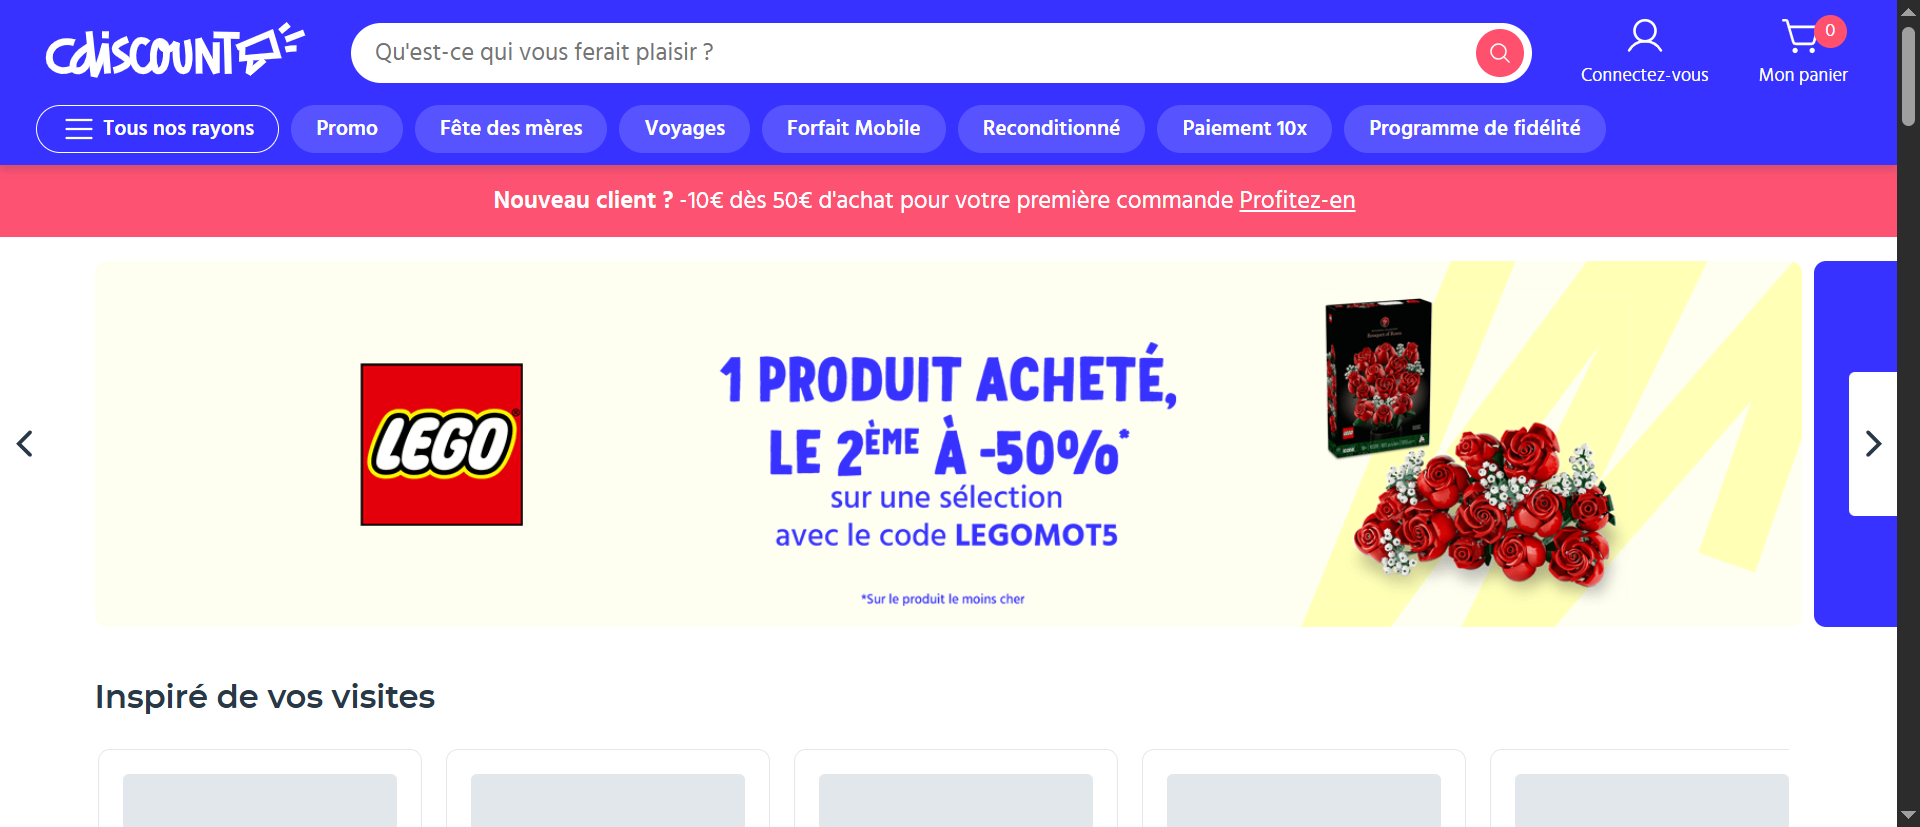 cdiscount
Qu'est-ce qui vous ferait plaisir ?
Connectez-vous
0
Mon panier
Tous nos rayons
Promo
Fête des mères
Voyages
Forfait Mobile
Reconditionné
Paiement 10x
Programme de fidélité
Nouveau client ? -10€ dès 50€ d'achat pour votre première commande Profitez-en
LEGO
1 PRODUIT ACHETÉ,
LE 2ÈME À -50%*
sur une sélection
avec le code LEGOMOT5
*Sur le produit le moins cher
Inspiré de vos visites